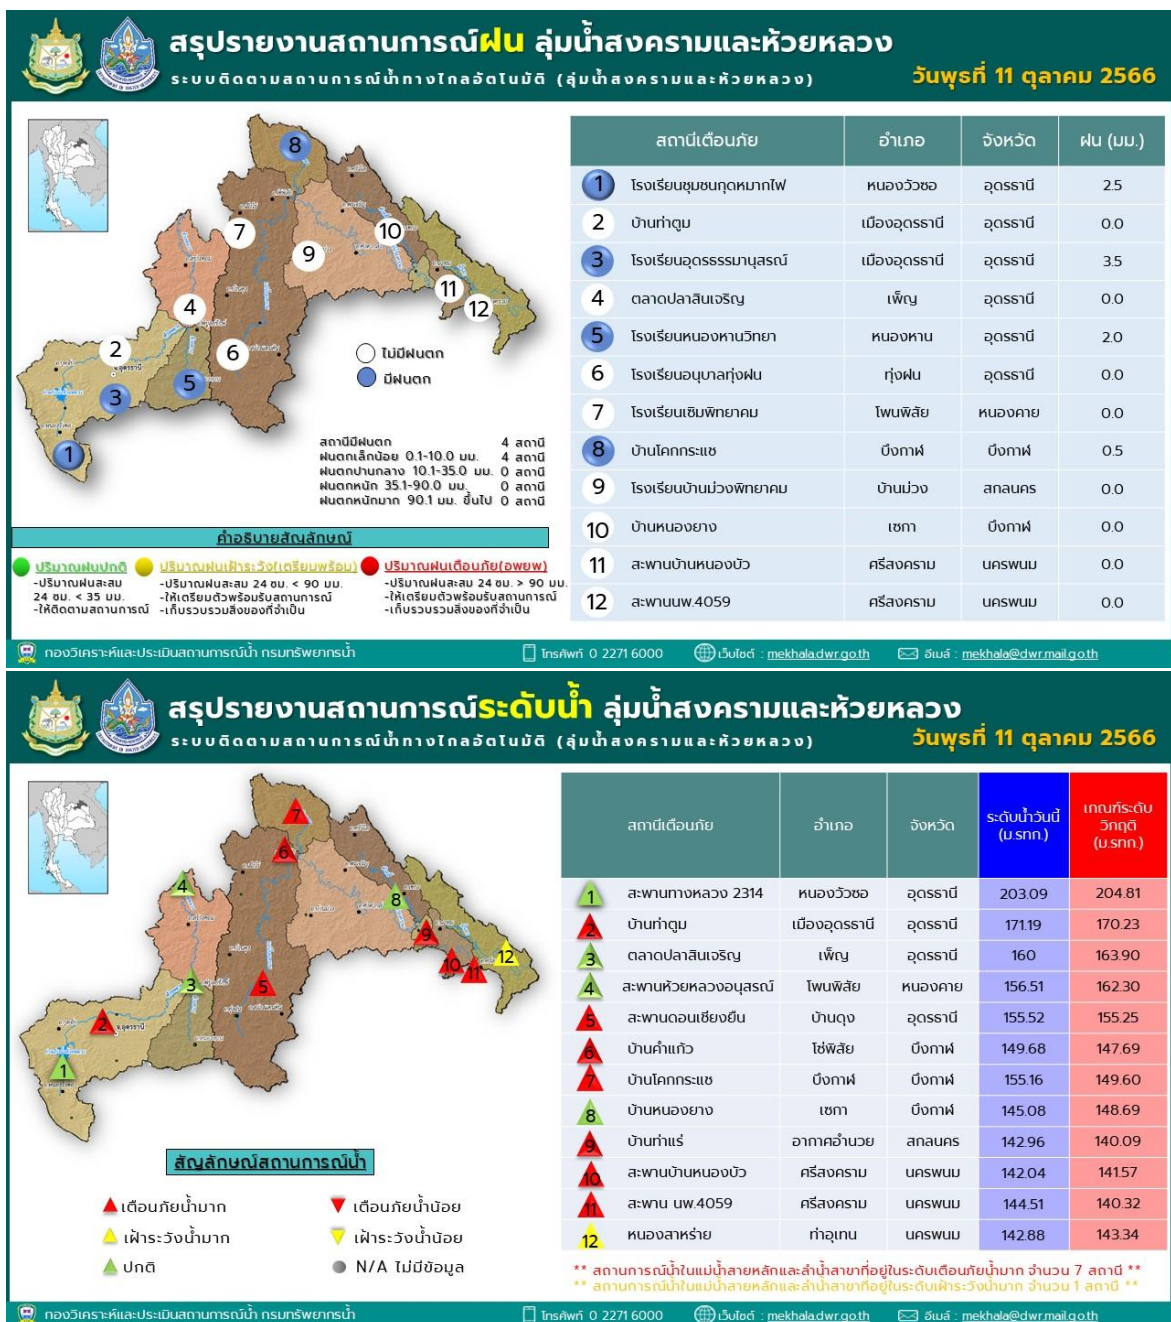 สรุปรายงานสถานการณ์ฝน ลุ่มน้ำสงครามและห้วยหลวง
ระบบติดตามสถานการณ์น้ำทางไกลอัตโนมัติ (ลุ่มน้ำสงครามและห้วยหลวง)
วันพุธที่ 11 ตุลาคม 2566
8
7
10
9
11
12
4
2
6
5
3
1
ไม่มีฝนตก
มีฝนตก
สถานีมีฝนตก 4 สถานี
ฝนตกเล็กน้อย 0.1-10.0 มม. 4 สถานี
ฝนตกปานกลาง 10.1-35.0 มม. 0 สถานี
ฝนตกหนัก 35.1-90.0 มม. 0 สถานี
ฝนตกหนักมาก 90.1 มม. ขึ้นไป 0 สถานี
คำอธิบายสัญลักษณ์
ปริมาณฝนปกติ
-ปริมาณฝนสะสม
24 ชม. < 35 มม.
-ให้ติดตามสถานการณ์
ปริมาณฝนเฝ้าระวัง(เตรียมพร้อม)
-ปริมาณฝนสะสม 24 ชม. < 90 มม.
-ให้เตรียมตัวพร้อมรับสถานการณ์
-เก็บรวบรวมสิ่งของที่จำเป็น
ปริมาณฝนเตือนภัย(อพยพ)
-ปริมาณฝนสะสม 24 ชม. > 90 มม.
-ให้เตรียมตัวพร้อมรับสถานการณ์
-เก็บรวบรวมสิ่งของที่จำเป็น
สถานีเตือนภัย อำเภอ จังหวัด ฝน (มม.)
1 โรงเรียนชุมชนกุดหมากไฟ หนองวัวซอ อุดรธานี 2.5
2 บ้านท่าตูม เมืองอุดรธานี อุดรธานี 0.0
3 โรงเรียนอุดรธรรมานุสรณ์ เมืองอุดรธานี อุดรธานี 3.5
4 ตลาดปลาสินเจริญ เพ็ญ อุดรธานี 0.0
5 โรงเรียนหนองหานวิทยา หนองหาน อุดรธานี 2.0
6 โรงเรียนอนุบาลทุ่งฝน ทุ่งฝน อุดรธานี 0.0
7 โรงเรียนเซิมพิทยาคม โพนพิสัย หนองคาย 0.0
8 บ้านโคกกระแซ บึงกาฬ บึงกาฬ 0.5
9 โรงเรียนบ้านม่วงพิทยาคม บ้านม่วง สกลนคร 0.0
10 บ้านหนองยาง เซกา บึงกาฬ 0.0
11 สะพานบ้านหนองบัว ศรีสงคราม นครพนม 0.0
12 สะพานนพ.4059 ศรีสงคราม นครพนม 0.0
กองวิเคราะห์และประเมินสถานการณ์น้ำ กรมทรัพยากรน้ำ โทรศัพท์ 0 2271 6000 เว็บไซต์ : mekhala.dwr.go.th อีเมล์ : mekhala@dwr.mail.go.th
สรุปรายงานสถานการณ์ระดับน้ำ ลุ่มน้ำสงครามและห้วยหลวง
ระบบติดตามสถานการณ์น้ำทางไกลอัตโนมัติ (ลุ่มน้ำสงครามและห้วยหลวง)
วันพุธที่ 11 ตุลาคม 2566
7
6
4
8
9
10
11
12
3
5
2
1
สัญลักษณ์สถานการณ์น้ำ
เตือนภัยน้ำมาก
เตือนภัยน้ำน้อย
เฝ้าระวังน้ำมาก
เฝ้าระวังน้ำน้อย
ปกติ
N/A ไม่มีข้อมูล
สถานีเตือนภัย อำเภอ จังหวัด ระดับน้ำวันนี้ (ม.รทก.) เกณฑ์ระดับวิกฤติ (ม.รทก.)
1 สะพานทางหลวง 2314 หนองวัวซอ อุดรธานี 203.09 204.81
2 บ้านท่าตูม เมืองอุดรธานี อุดรธานี 171.19 170.23
3 ตลาดปลาสินเจริญ เพ็ญ อุดรธานี 160 163.90
4 สะพานห้วยหลวงอนุสรณ์ โพนพิสัย หนองคาย 156.51 162.30
5 สะพานดอนเชียงยืน บ้านดุง อุดรธานี 155.52 155.25
6 บ้านคำแก้ว โซ่พิสัย บึงกาฬ 149.68 147.69
7 บ้านโคกกระแซ บึงกาฬ บึงกาฬ 155.16 149.60
8 บ้านหนองยาง เซกา บึงกาฬ 145.08 148.69
9 บ้านท่าแร่ อากาศอำนวย สกลนคร 142.96 140.09
10 สะพานบ้านหนองบัว ศรีสงคราม นครพนม 142.04 141.57
11 สะพาน นพ.4059 ศรีสงคราม นครพนม 144.51 140.32
12 หนองสาหร่าย ท่าอุเทน นครพนม 142.88 143.34
** สถานการณ์น้ำในแม่น้ำสายหลักและลำน้ำสาขาที่อยู่ในระดับเตือนภัยน้ำมาก จำนวน 7 สถานี **
** สถานการณ์น้ำในแม่น้ำสายหลักและลำน้ำสาขาที่อยู่ในระดับเฝ้าระวังน้ำมาก จำนวน 1 สถานี **
กองวิเคราะห์และประเมินสถานการณ์น้ำ กรมทรัพยากรน้ำ โทรศัพท์ 0 2271 6000 เว็บไซต์ : mekhala.dwr.go.th อีเมล์ : mekhala@dwr.mail.go.th